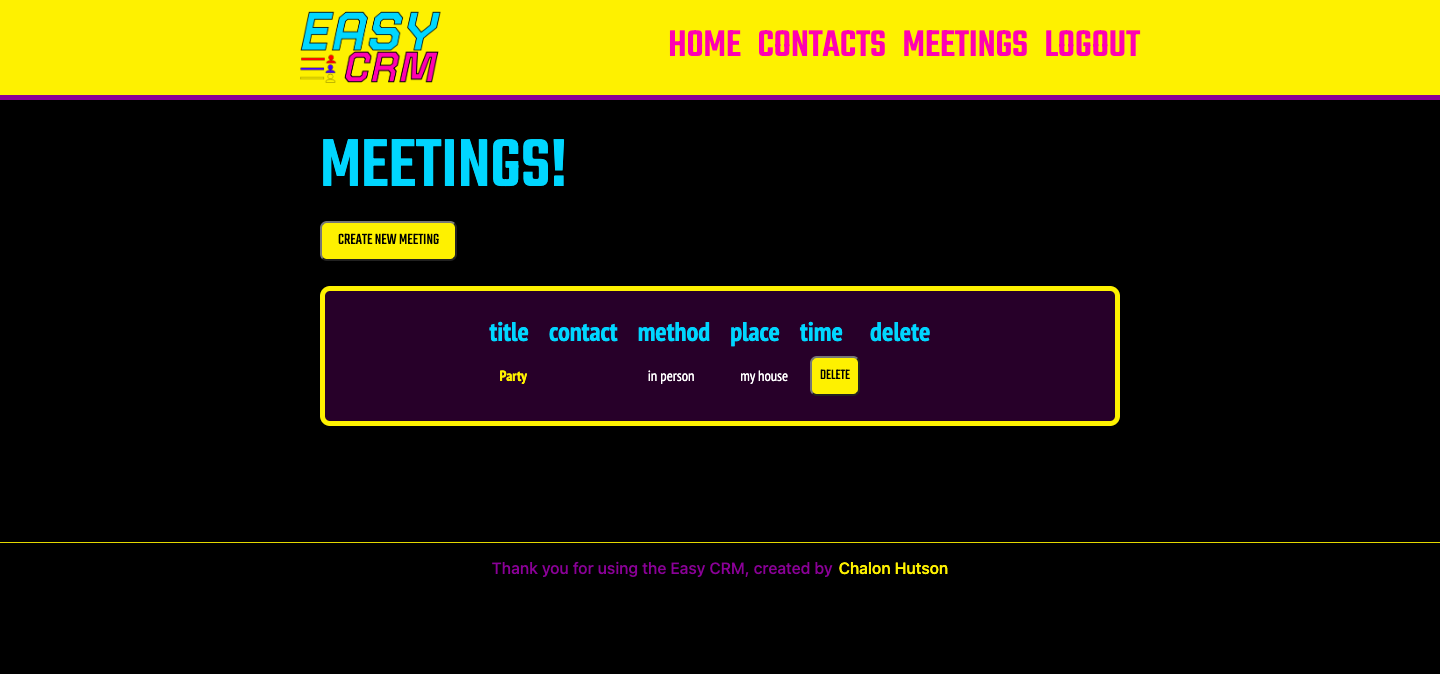 EASY
CRM
HOME CONTACTS MEETINGS LOGOUT
MEETINGS!
CREATE NEW MEETING
title contact method place time delete
Party in person my house DELETE
Thank you for using the Easy CRM, created by Chalon Hutson